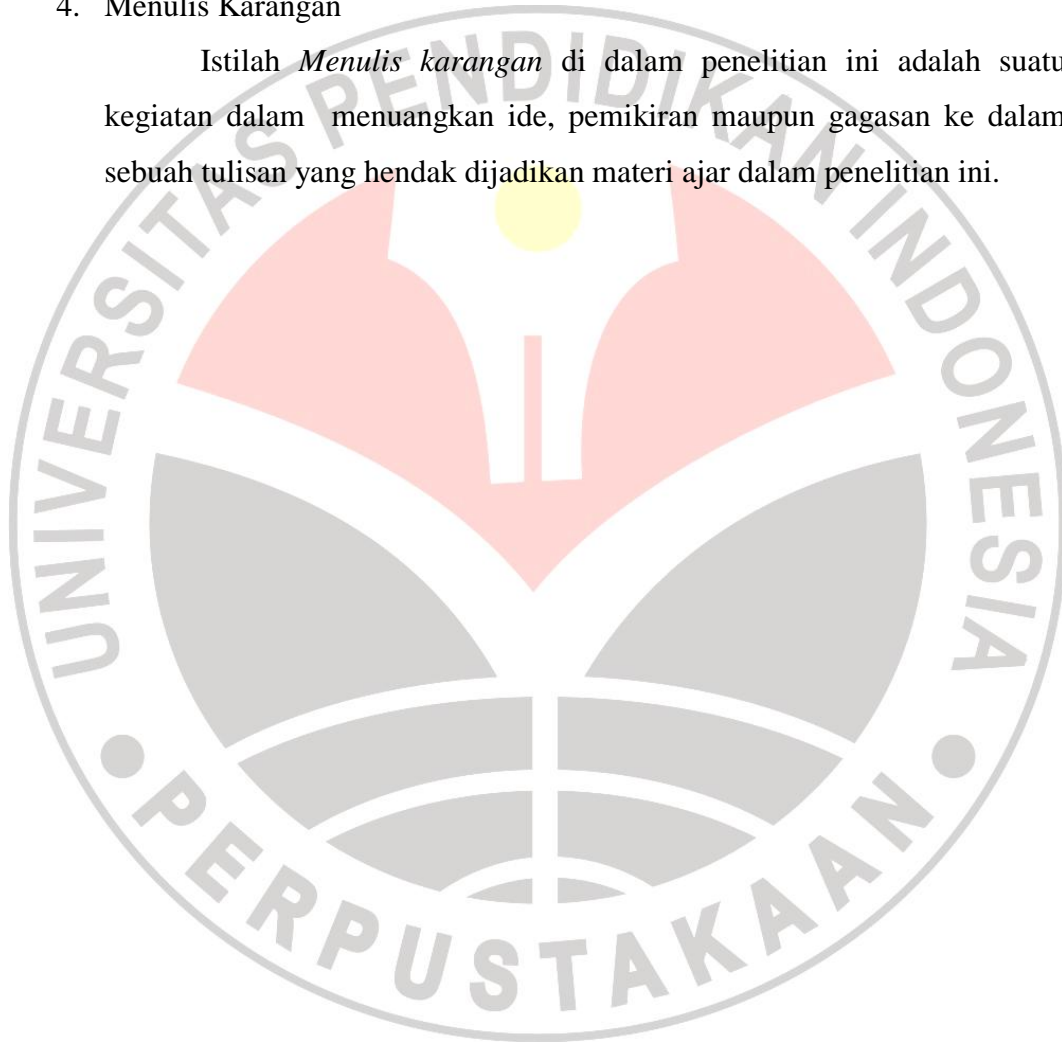 4. Menulis Karangan
Istilah Menulis karangan di dalam penelitian ini adalah suatu
kegiatan dalam menuangkan ide, pemikiran maupun gagasan ke dalam
sebuah tulisan yang hendak dijadikan materi ajar dalam penelitian ini.
UNIVERSITAS PENDIDIKAN INDONESIA
PERPUSTAKAAN